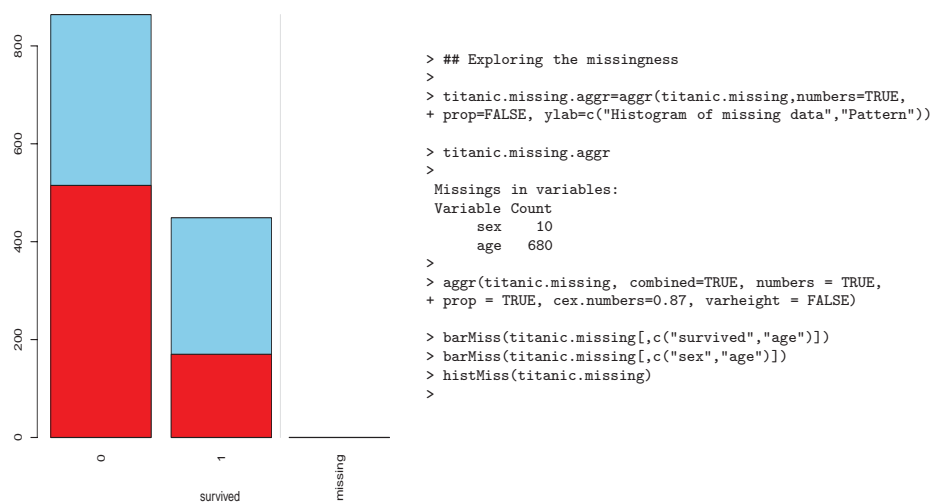 800
600
400
200
0
0
1
missing
survived
> ## Exploring the missingness
>
> titanic.missing.aggr=aggr(titanic.missing,numbers=TRUE,
+ prop=FALSE, ylab=c("Histogram of missing data","Pattern"))
> titanic.missing.aggr
>
Missings in variables:
Variable Count
sex 10
age 680
>
> aggr(titanic.missing, combined=TRUE, numbers = TRUE,
+ prop = TRUE, cex.numbers=0.87, varheight = FALSE)
> barMiss(titanic.missing[,c("survived","age")])
> barMiss(titanic.missing[,c("sex","age")])
> histMiss(titanic.missing)
>